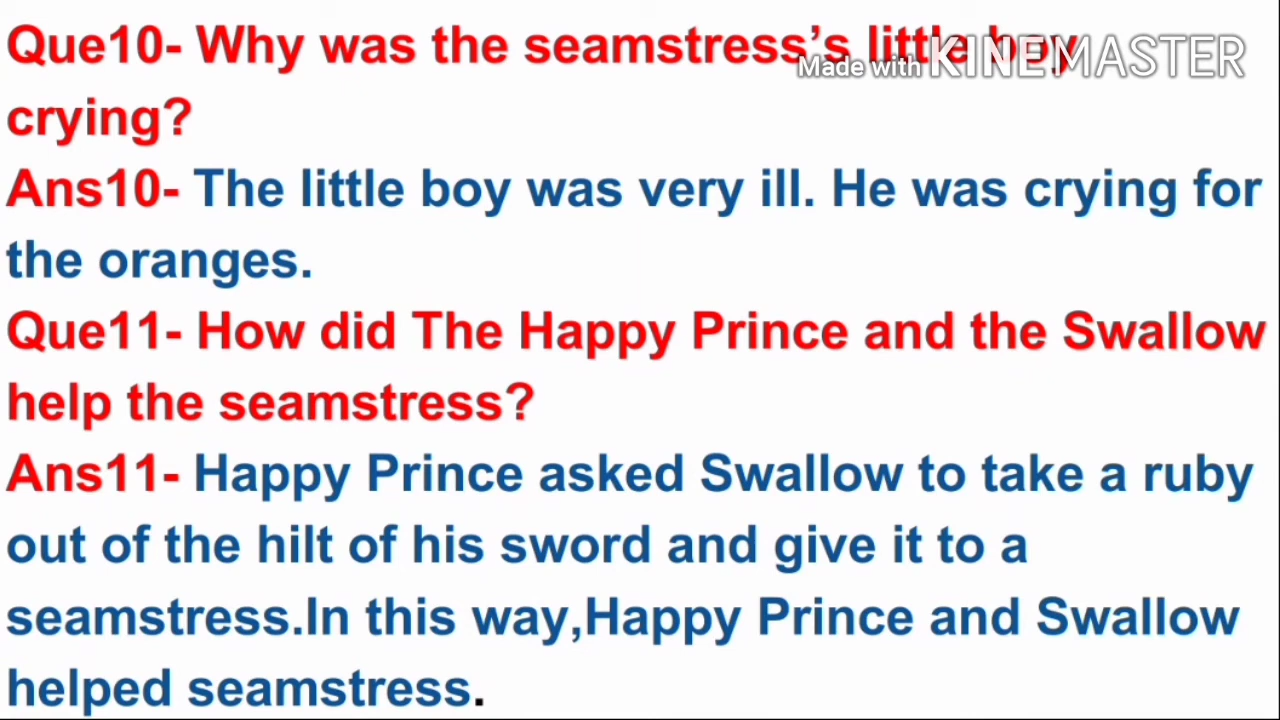 Que10- Why was the seamstress’s little boy
Made with KINEMASTER
crying?
Ans10- The little boy was very ill. He was crying for
the oranges.
Que11- How did The Happy Prince and the Swallow
help the seamstress?
Ans11- Happy Prince asked Swallow to take a ruby
out of the hilt of his sword and give it to a
seamstress.In this way,Happy Prince and Swallow
helped seamstress.